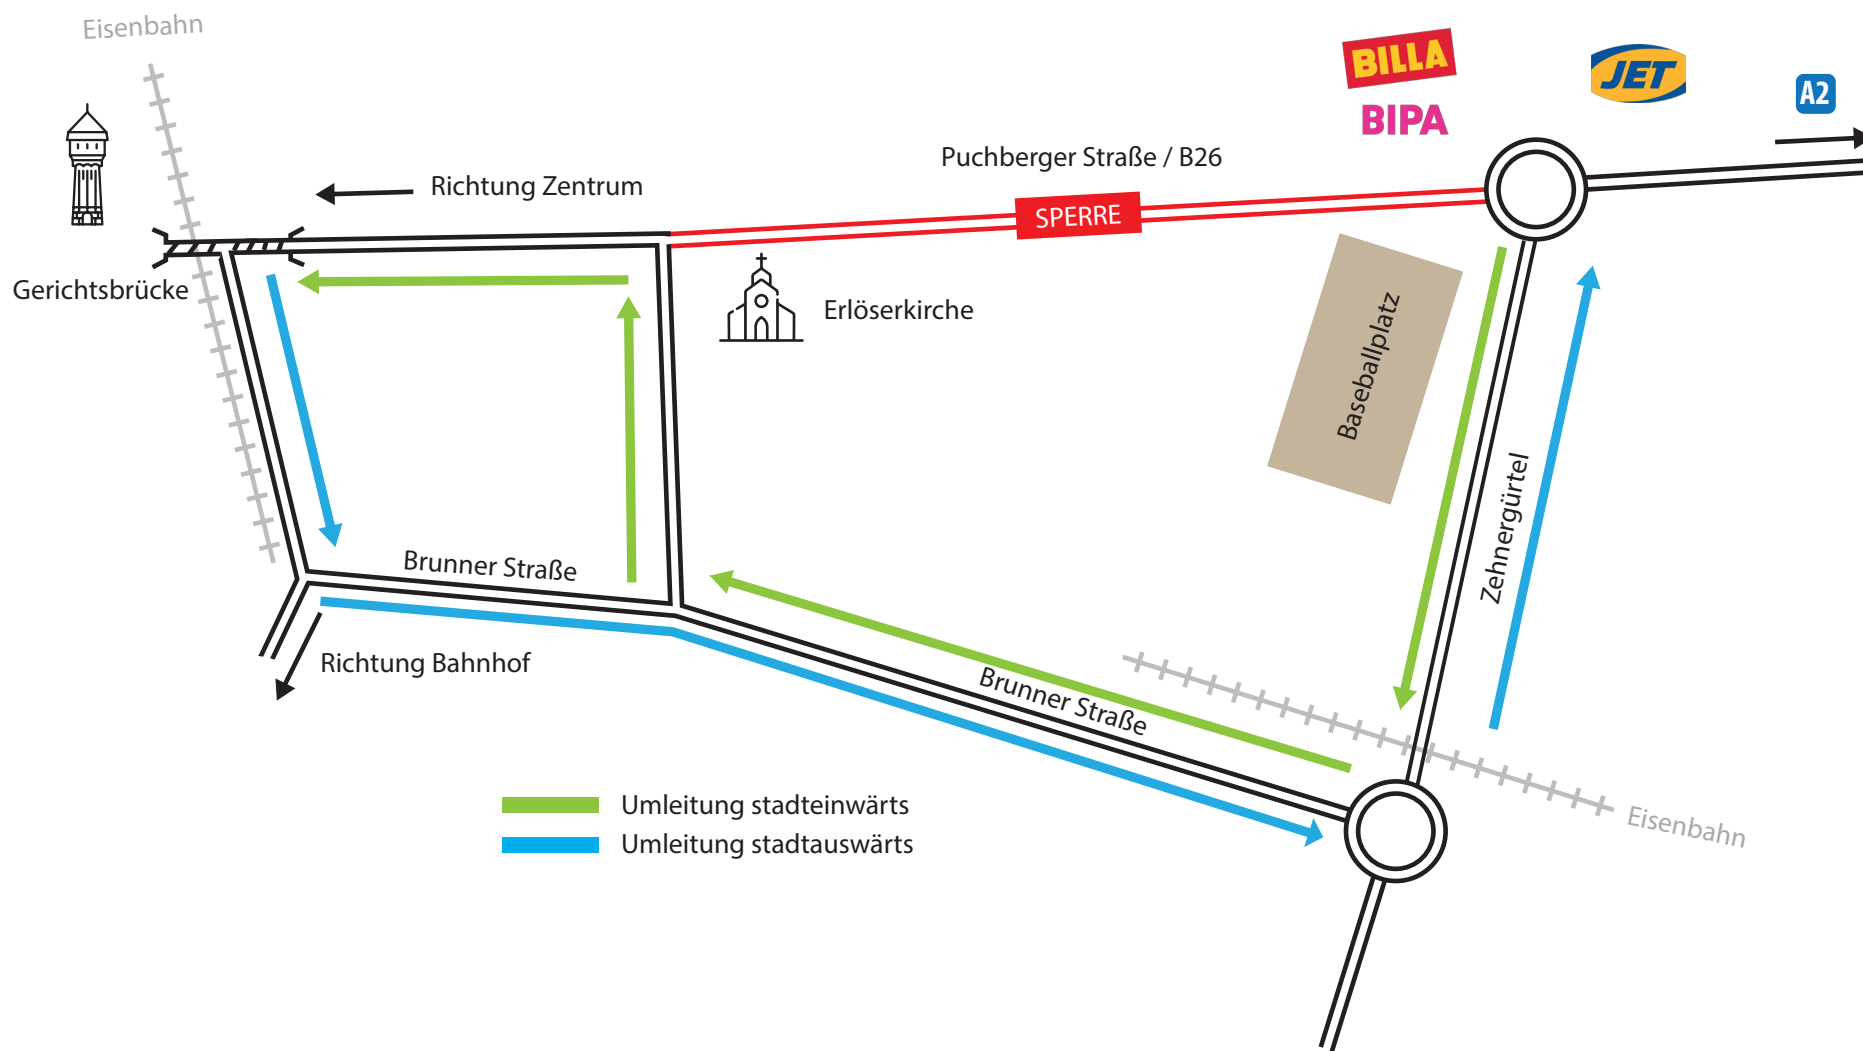 Eisenbahn
BILLA
JET
A2
BIPA
Puchberger Straße / B26
Richtung Zentrum
SPERRE
Gerichtsbrücke
Erlöserkirche
Baseballplatz
Zehnergürtel
Brunner Straße
Richtung Bahnhof
Brunner Straße
Umleitung stadteinwärts
Eisenbahn
Umleitung stadtauswärts